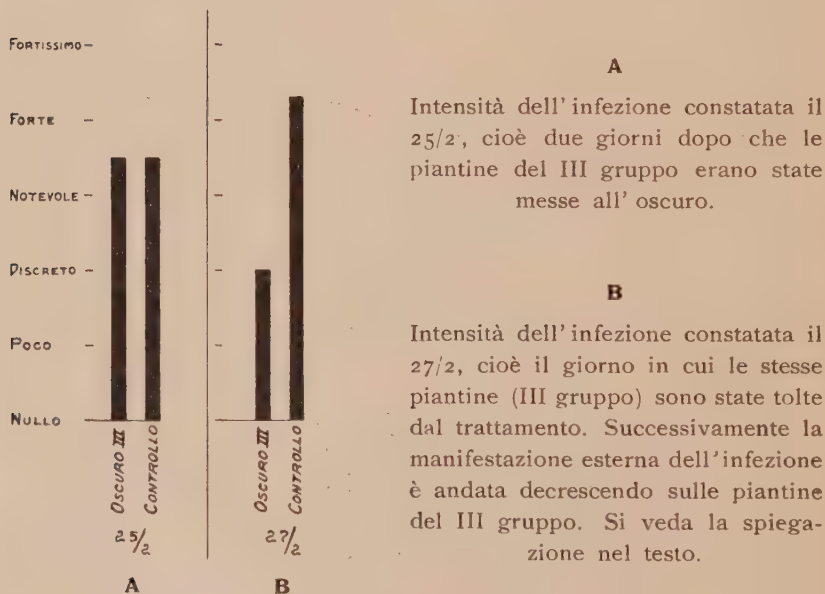 FORTISSIMO
FORTE
NOTEVOLE
DISCRETO
POCO
NULLO
OSCURO III
CONTROLLO
25/2
A
OSCURO III
CONTROLLO
27/2
B
A
Intensità dell'infezione constatata il
25/2, cioè due giorni dopo che le
piantine del III gruppo erano state
messe all'oscuro.
B
Intensità dell'infezione constatata il
27/2, cioè il giorno in cui le stesse
piantine (III gruppo) sono state tolte
dal trattamento. Successivamente la
manifestazione esterna dell'infezione
è andata decrescendo sulle piantine
del III gruppo. Si veda la spiega-
zione nel testo.